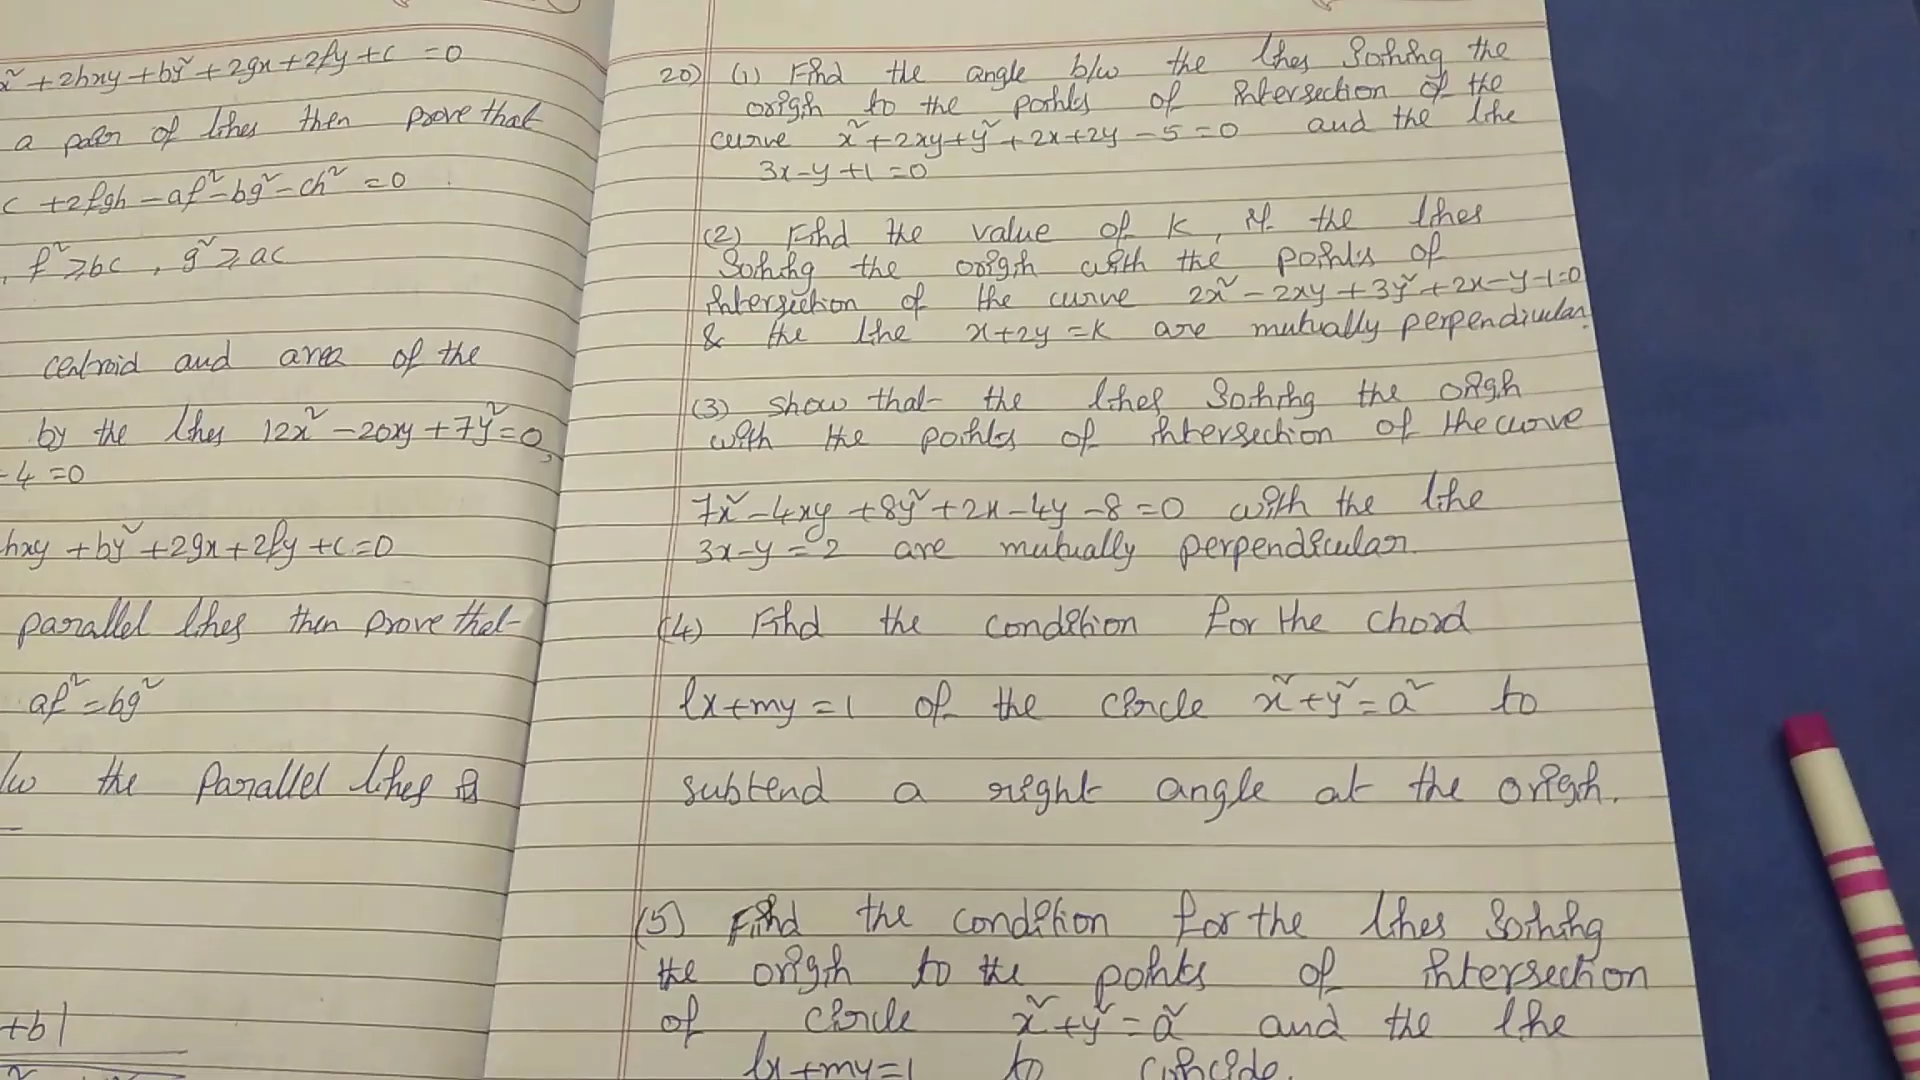 x² + 2hxy + by² + 2gx + 2fy + c = 0
a pair of lines then prove that
c + 2fgh - af² - bg² - ch² = 0
, f² ≥ bc , g² ≥ ac
centroid and area of the
by the lines 12x² - 20xy + 7y² = 0,
- 4 = 0
hxy + by² + 2gx + 2fy + c = 0
parallel lines then prove that
af² = bg²
/w the parallel lines is
+b|
20) (1) Find the angle b/w the lines Joining the
origin to the points of intersection of the
curve x² + 2xy + y² + 2x + 2y - 5 = 0 and the line
3x - y + 1 = 0
(2) Find the value of K, if the lines
Joining the origin with the points of
intersection of the curve 2x² - 2xy + 3y² + 2x - y - 1 = 0
& the line x + 2y = K are mutually perpendicular.
(3) Show that the lines Joining the origin
with the points of intersection of the curve
7x² - 4xy + 8y² + 2x - 4y - 8 = 0 with the line
3x - y = 2 are mutually perpendicular.
(4) Find the condition for the chord
lx + my = 1 of the circle x² + y² = a² to
subtend a right angle at the origin.
(5) Find the condition for the lines Joining
the origin to the points of intersection
of circle x² + y² = a² and the line
lx + my = 1 to coincide.